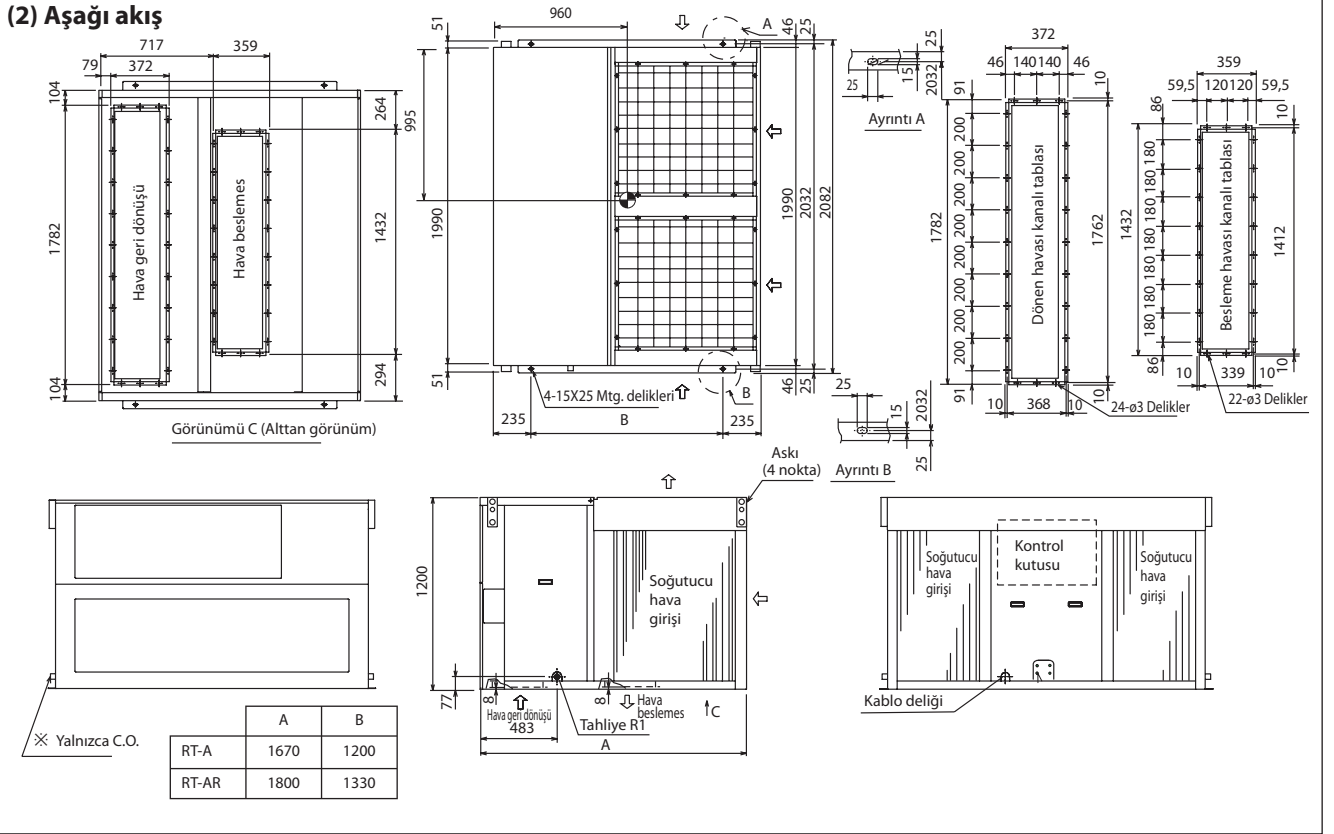 (2) Aşağı akış
717
359
79
372
104
1782
104
264
1432
294
Hava geri dönüşü
Hava beslemes
Görünümü C (Alttan görünüm)
960
51
995
1990
51
A
46
25
1990
2032
2082
46
25
4-15X25 Mtg. delikleri
B
235
B
235
25
15
2032
25
Ayrıntı A
25
15
2032
25
Ayrıntı B
372
46
140
140
46
91
10
200
200
200
200
200
200
200
200
91
1782
1762
Dönen havası kanalı tablası
10
368
10
10
24-ø3 Delikler
359
59,5
120
120
59,5
86
10
180
180
180
180
180
180
180
86
1432
1412
Besleme havası kanalı tablası
10
339
10
10
22-ø3 Delikler
※ Yalnızca C.O.
A B
RT-A 1670 1200
RT-AR 1800 1330
Askı
(4 nokta)
1200
77
8
8
Soğutucu
hava
girişi
Hava geri dönüşü
Hava
beslemes
C
483
Tahliye R1
A
Soğutucu
hava
girişi
Kontrol
kutusu
Soğutucu
hava
girişi
Kablo deliği